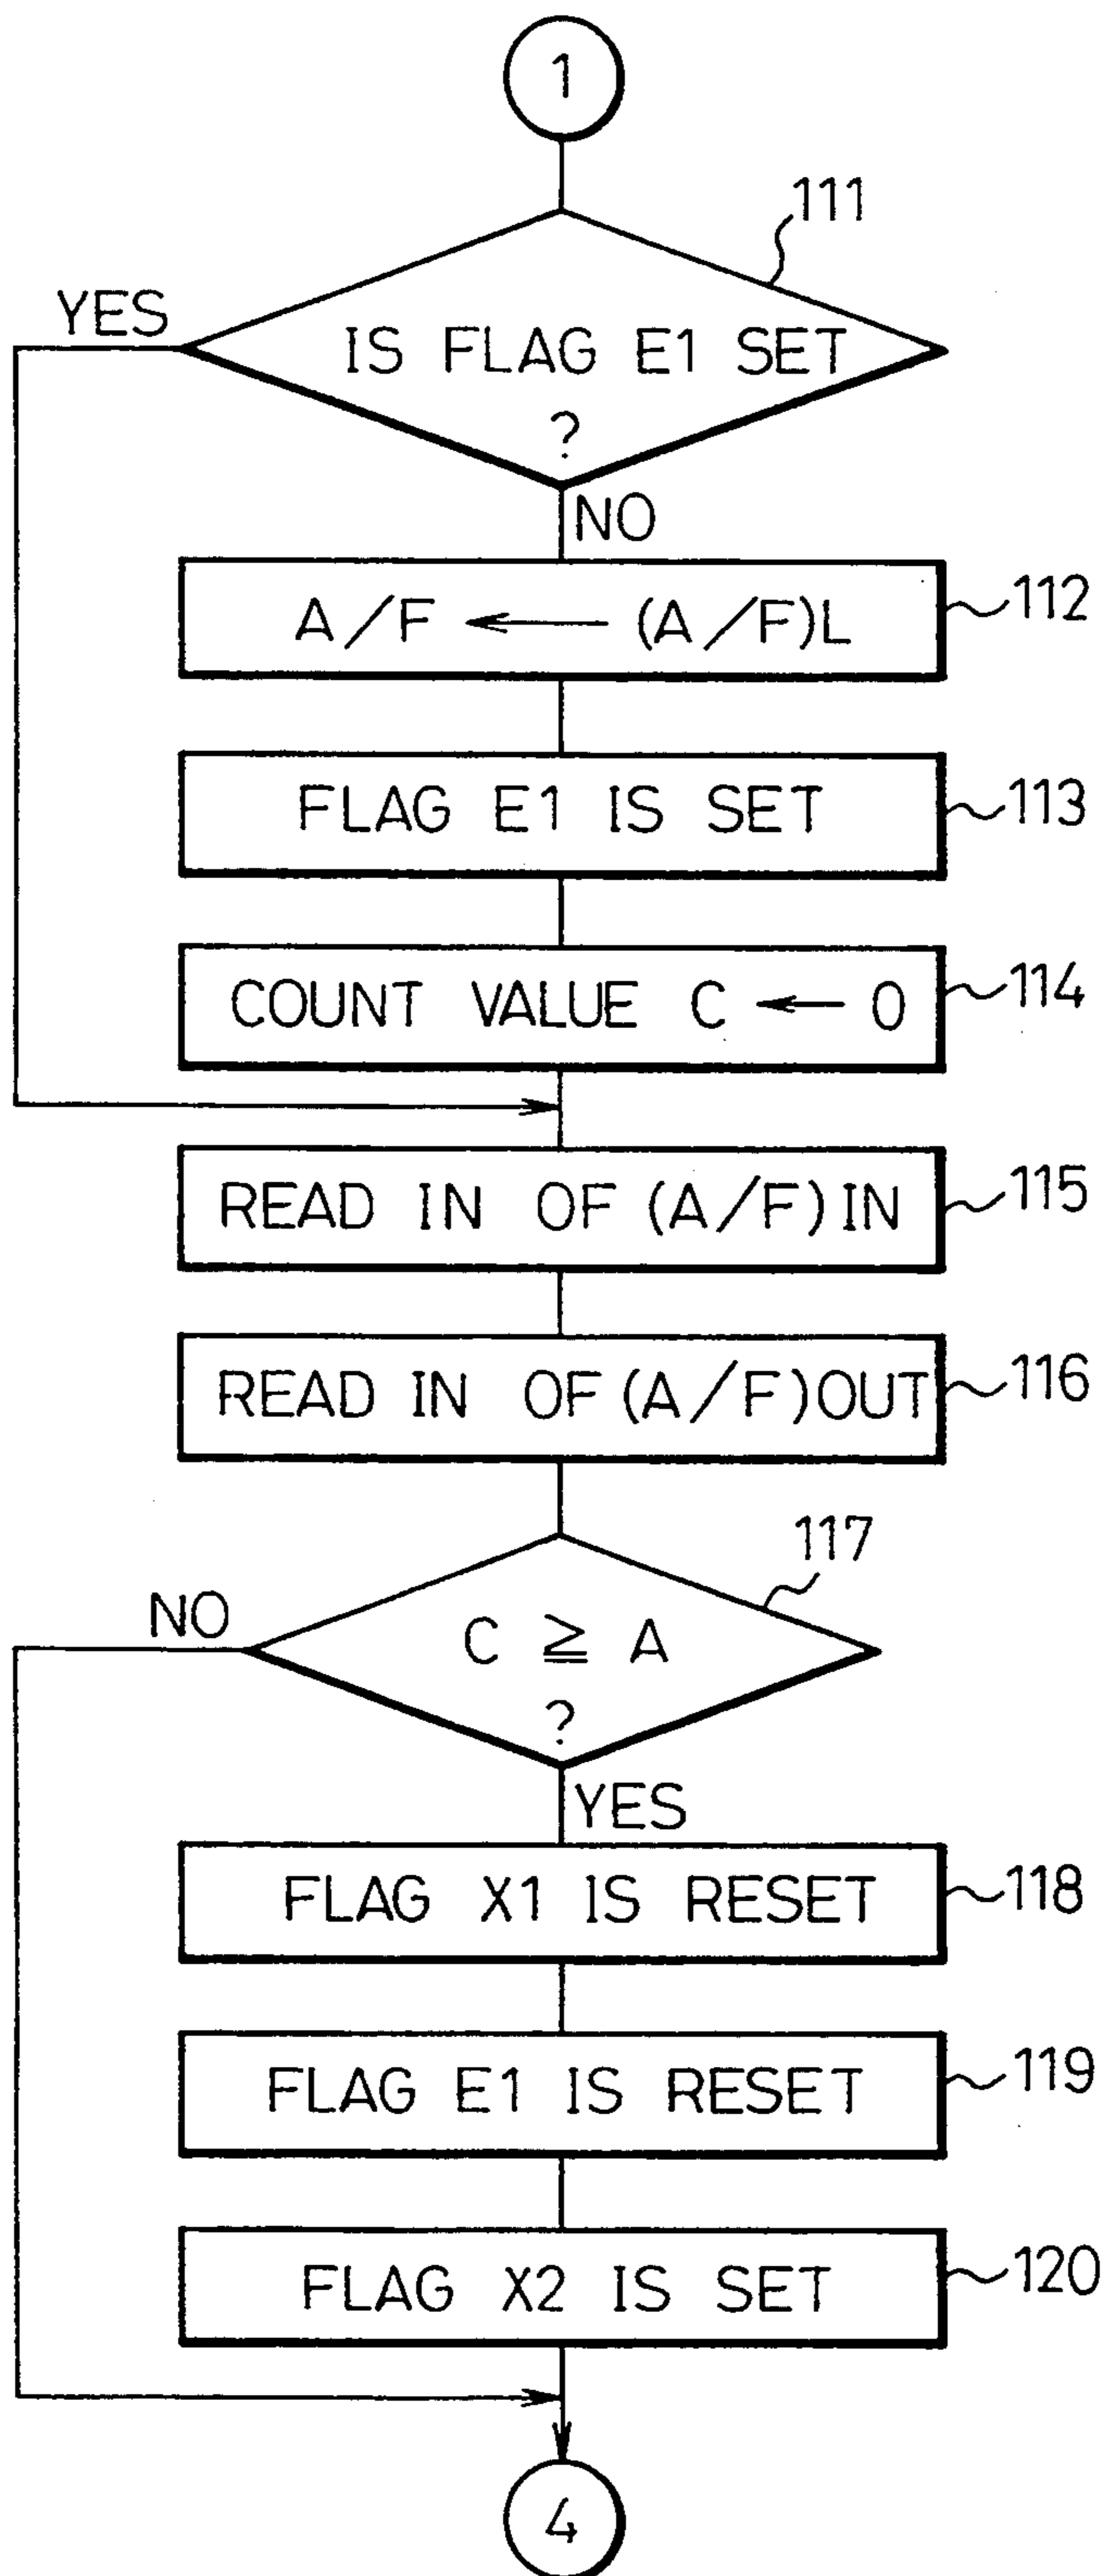 1
111
YES
IS FLAG E1 SET
?
NO
A/F ← (A/F)L
112
FLAG E1 IS SET
113
COUNT VALUE C ← 0
114
READ IN OF (A/F) IN
115
READ IN OF (A/F) OUT
116
117
NO
C ≧ A
?
YES
FLAG X1 IS RESET
118
FLAG E1 IS RESET
119
FLAG X2 IS SET
120
4